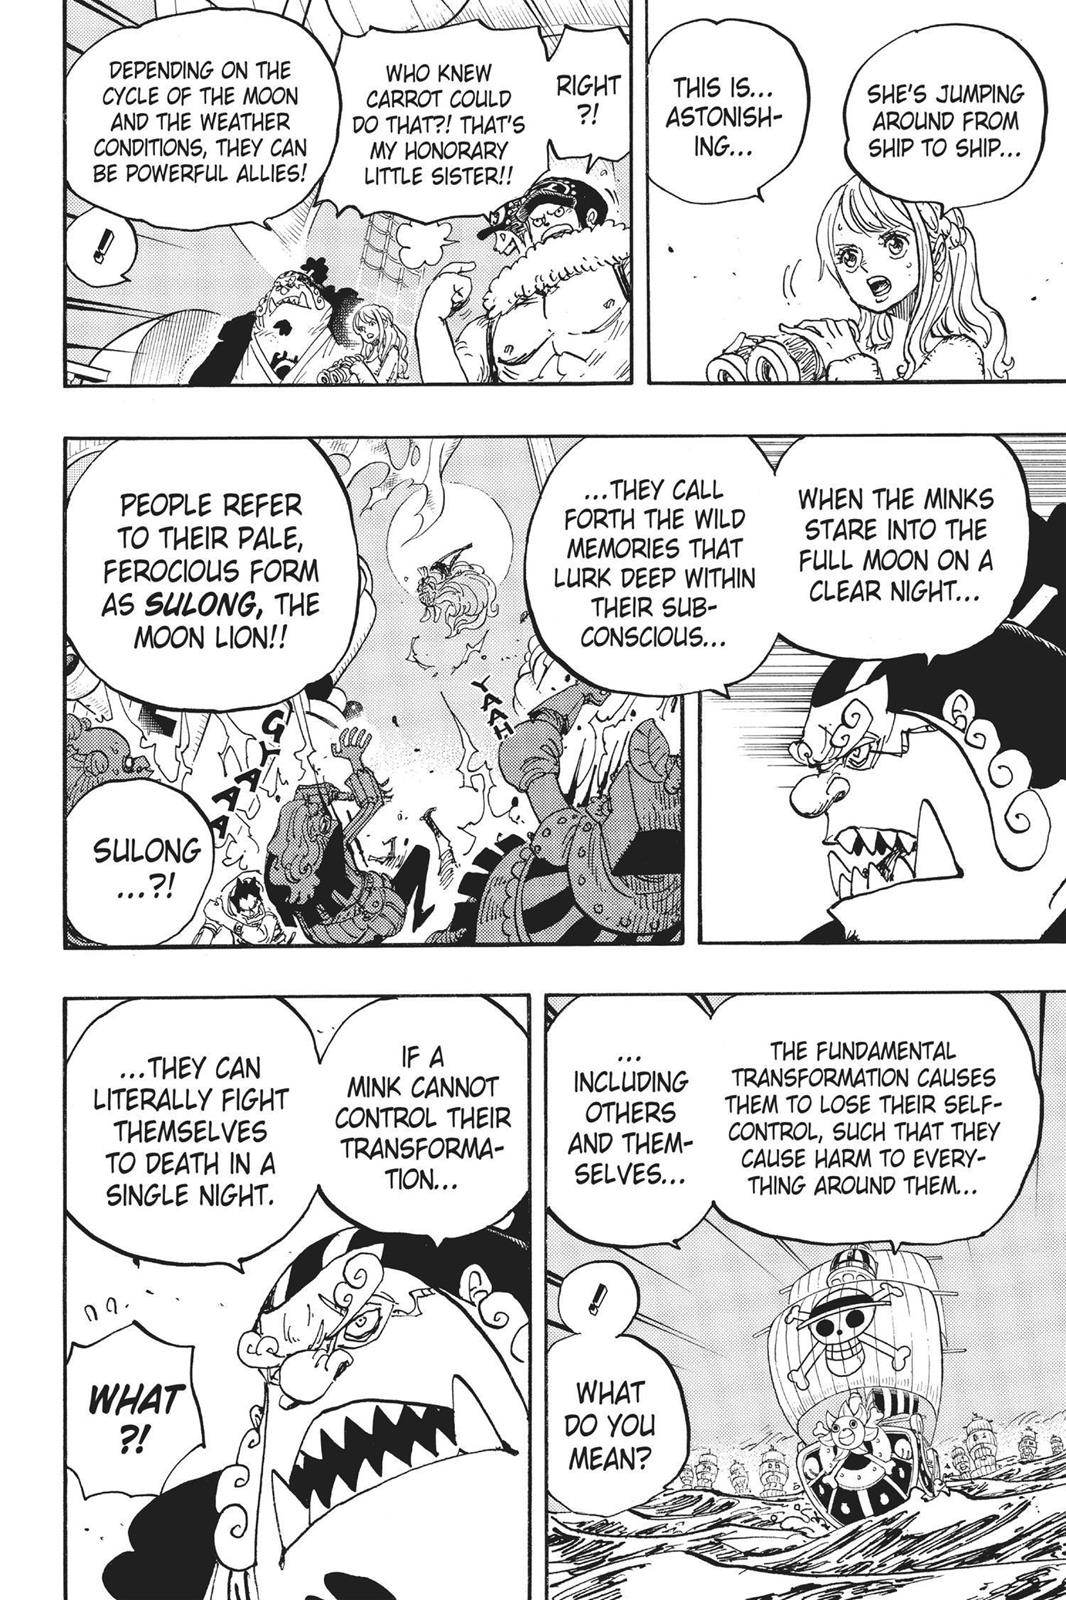 SHE'S JUMPING
AROUND FROM
SHIP TO SHIP...
THIS IS...
ASTONISH-
ING...
RIGHT
?!
WHO KNEW
CARROT COULD
DO THAT?! THAT'S
MY HONORARY
LITTLE SISTER!!
DEPENDING ON THE
CYCLE OF THE MOON
AND THE WEATHER
CONDITIONS, THEY CAN
BE POWERFUL ALLIES!
!
WHEN THE MINKS
STARE INTO THE
FULL MOON ON A
CLEAR NIGHT...
...THEY CALL
FORTH THE WILD
MEMORIES THAT
LURK DEEP WITHIN
THEIR SUB-
CONSCIOUS...
YAAH
PEOPLE REFER
TO THEIR PALE,
FEROCIOUS FORM
AS SULONG, THE
MOON LION!!
GYAAA
SULONG
...?!
THE FUNDAMENTAL
TRANSFORMATION CAUSES
THEM TO LOSE THEIR SELF-
CONTROL, SUCH THAT THEY
CAUSE HARM TO EVERY-
THING AROUND THEM...
...
INCLUDING
OTHERS
AND THEM-
SELVES...
!
WHAT
DO YOU
MEAN?
IF A
MINK CANNOT
CONTROL THEIR
TRANSFORMA-
TION...
...THEY CAN
LITERALLY FIGHT
THEMSELVES
TO DEATH IN A
SINGLE NIGHT.
WHAT
?!